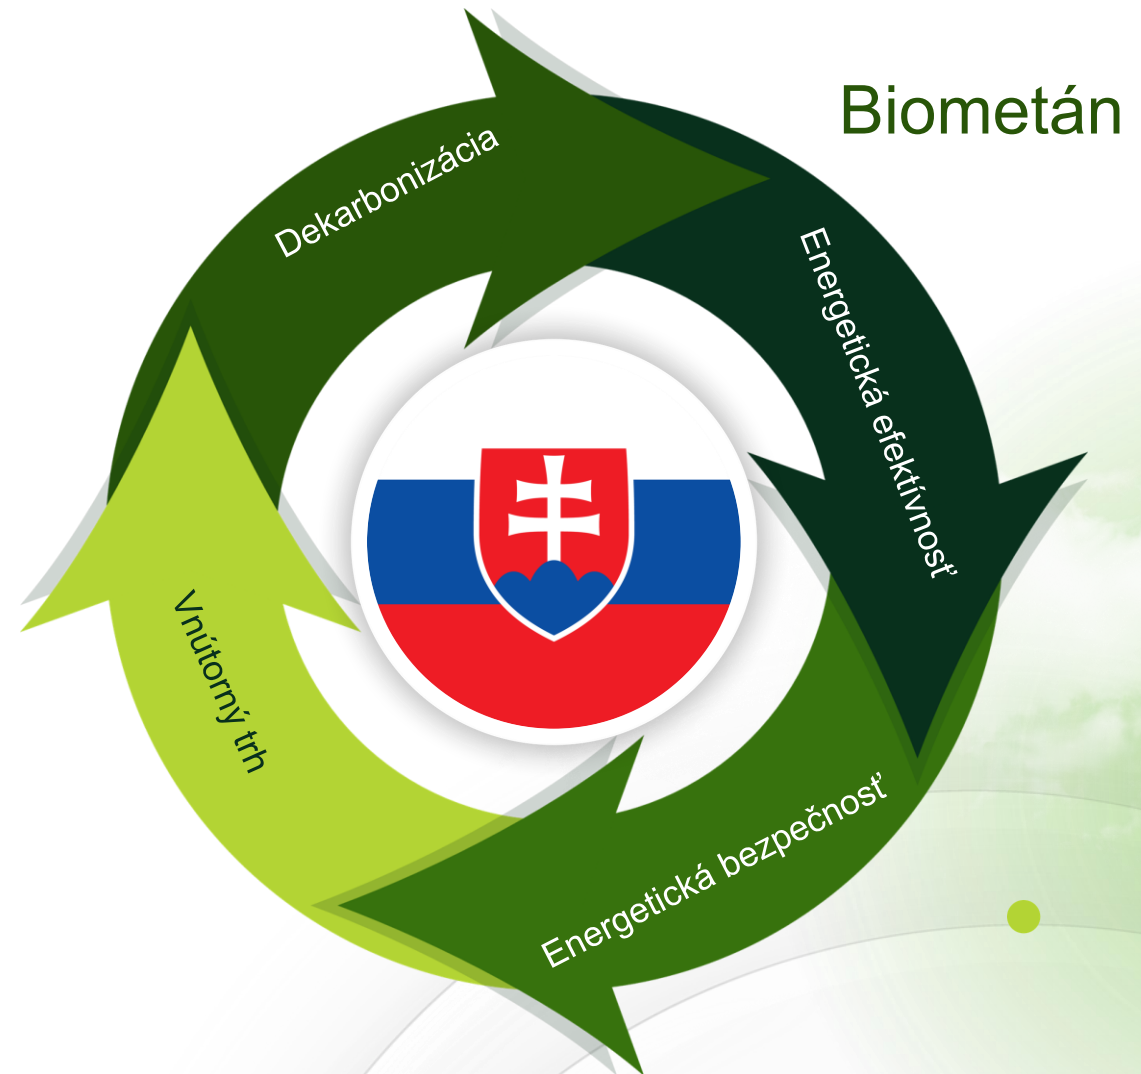 Biometán
Dekarbonizácia
Energetická efektívnosť
Energetická bezpečnosť
Vnútorný trh